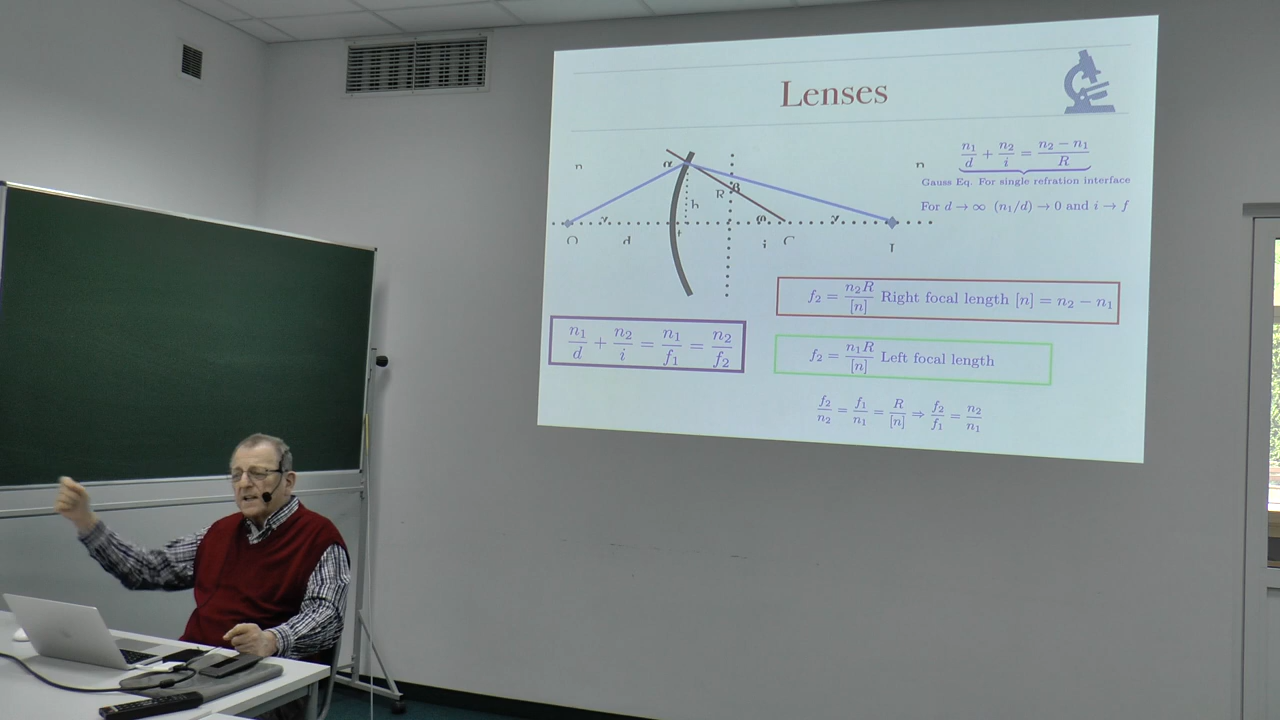 Lenses
n n
α
β
R
h
φ
γ
O d i C I
n₁/d + n₂/i = (n₂ − n₁)/R
Gauss Eq. For single refration interface
For d → ∞ (n₁/d) → 0 and i → f
f₂ = n₂R/[n] Right focal length [n] = n₂ − n₁
n₁/d + n₂/i = n₁/f₁ = n₂/f₂
f₂ = n₁R/[n] Left focal length
f₂/n₂ = f₁/n₁ = R/[n] ⇒ f₂/f₁ = n₂/n₁